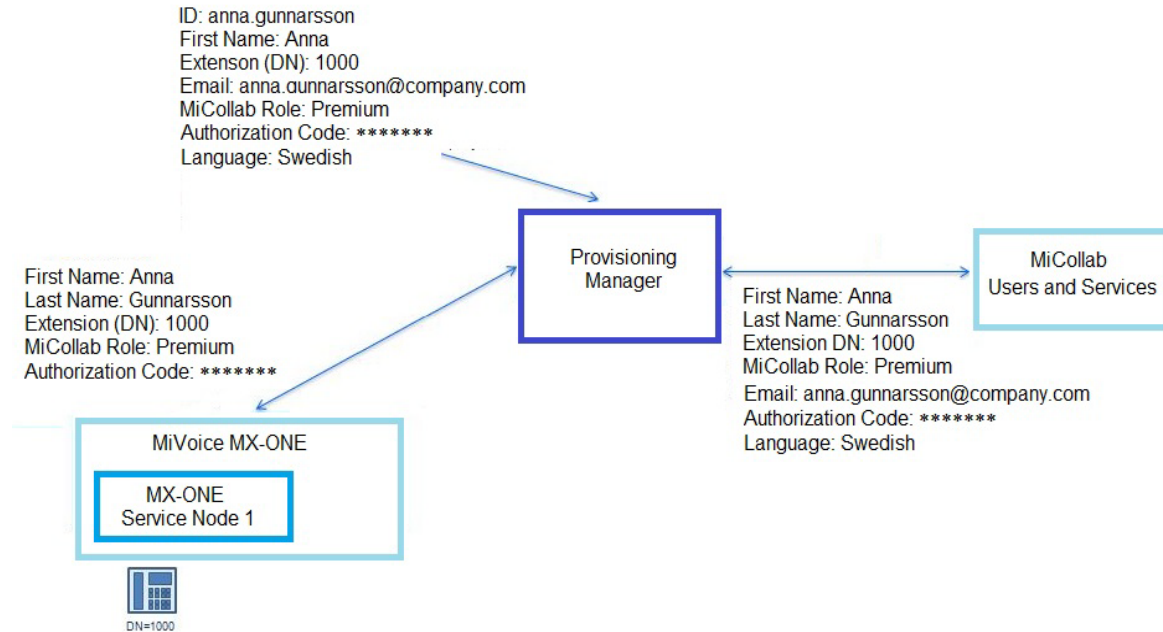 ID: anna.gunnarsson
First Name: Anna
Extenson (DN): 1000
Email: anna.gunnarsson@company.com
MiCollab Role: Premium
Authorization Code: *******
Language: Swedish
Provisioning
Manager
MiCollab
Users and Services
First Name: Anna
Last Name: Gunnarsson
Extension (DN): 1000
MiCollab Role: Premium
Authorization Code: *******
First Name: Anna
Last Name: Gunnarsson
Extension DN: 1000
MiCollab Role: Premium
Email: anna.gunnarsson@company.com
Authorization Code: *******
Language: Swedish
MiVoice MX-ONE
MX-ONE
Service Node 1
DN=1000